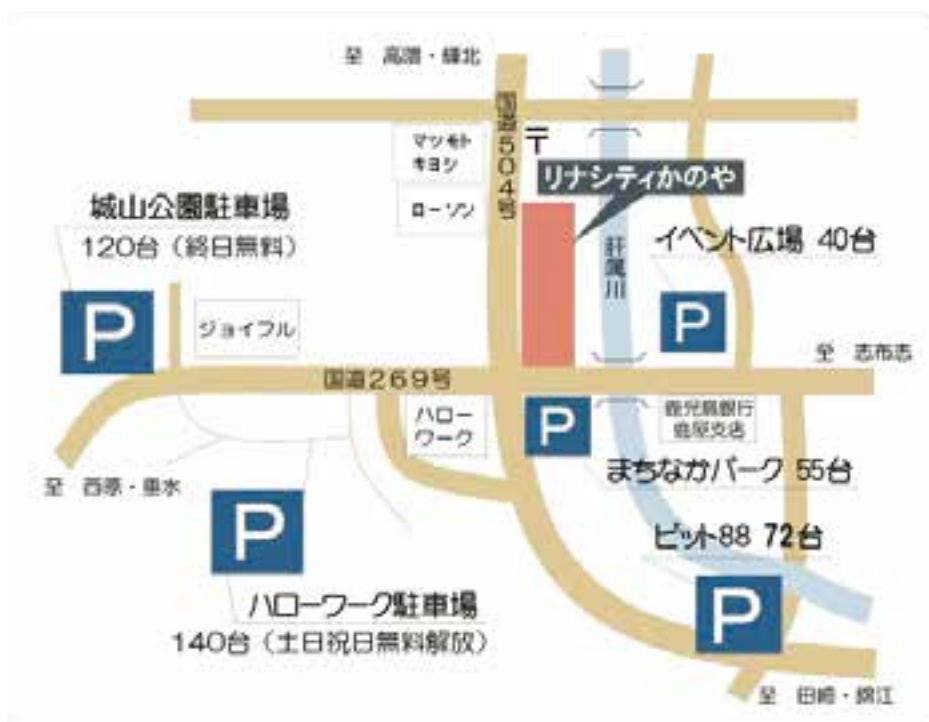 至 高隈・輝北
国道504号
マツモト
キヨシ
〒
リナシティかのや
ローソン
城山公園駐車場
120台（終日無料）
イベント広場 40台
肝属川
P
P
ジョイフル
至 志布志
国道269号
ハロー
ワーク
P
鹿児島銀行
鹿屋支店
まちなかパーク 55台
至 西原・垂水
P
ピット88 72台
P
ハローワーク駐車場
140台（土日祝日無料解放）
至 田崎・錦江